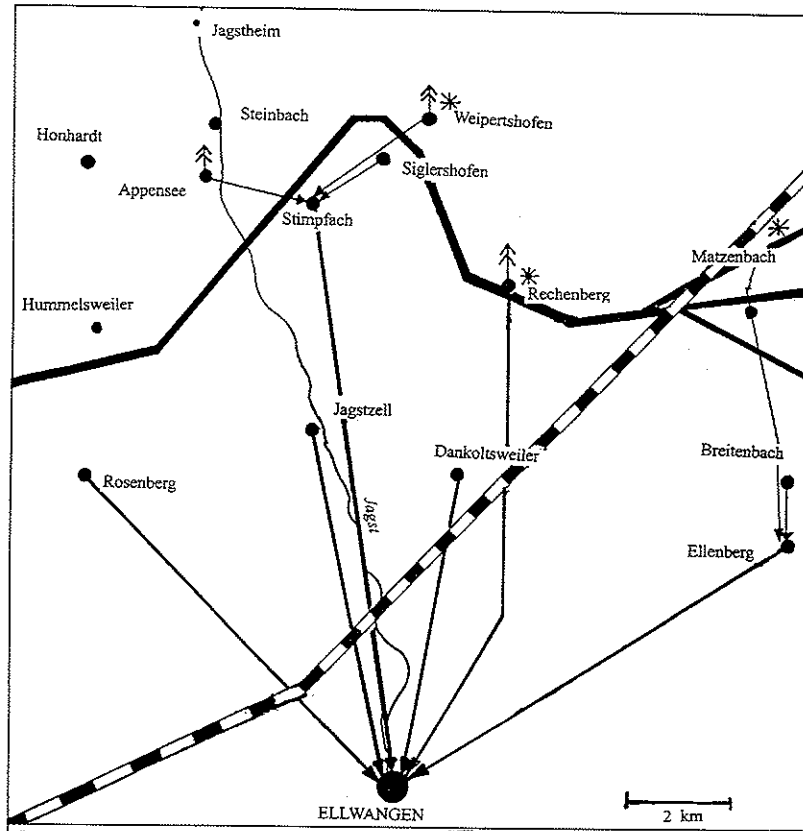 Jagstheim
Steinbach
Weipertshofen
Honhardt
Siglershofen
Appensee
Stimpfach
Matzenbach
Rechenberg
Hummelsweiler
Jagstzell
Dankoltsweiler
Breitenbach
Rosenberg
Jagst
Ellenberg
ELLWANGEN
2 km